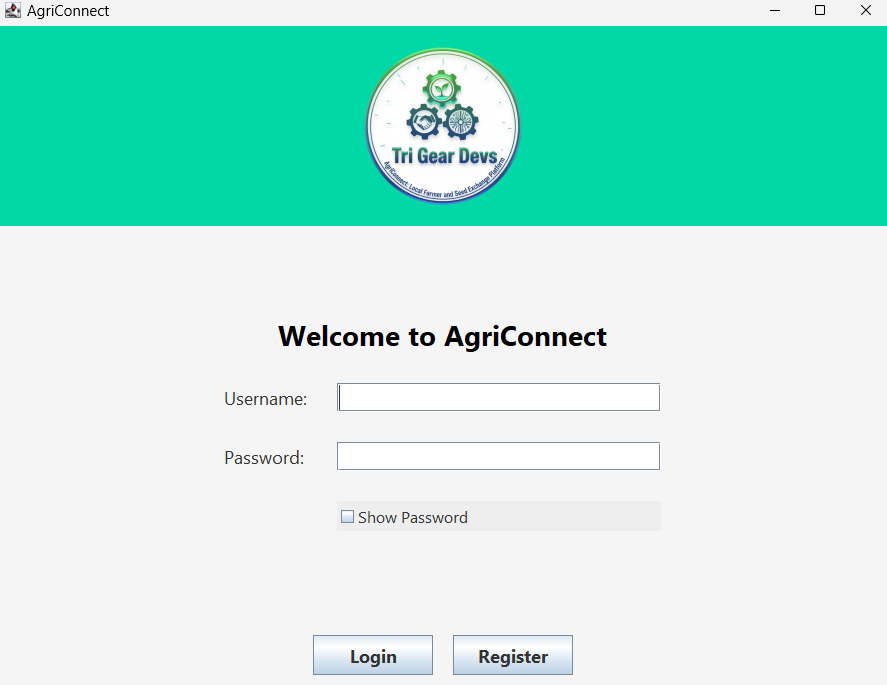 AgriConnect
Tri Gear Devs
AgriConnect: Local Farmer and Seed Exchange Platform
Welcome to AgriConnect
Username:
Password:
Show Password
Login
Register